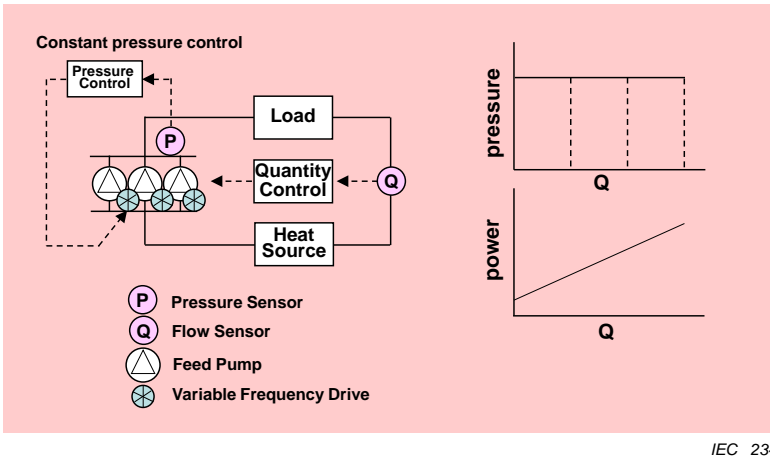 Constant pressure control
Pressure
Control
P
Load
Quantity
Control
Q
Heat
Source
P Pressure Sensor
Q Flow Sensor
Feed Pump
Variable Frequency Drive
pressure
Q
power
Q
IEC 23